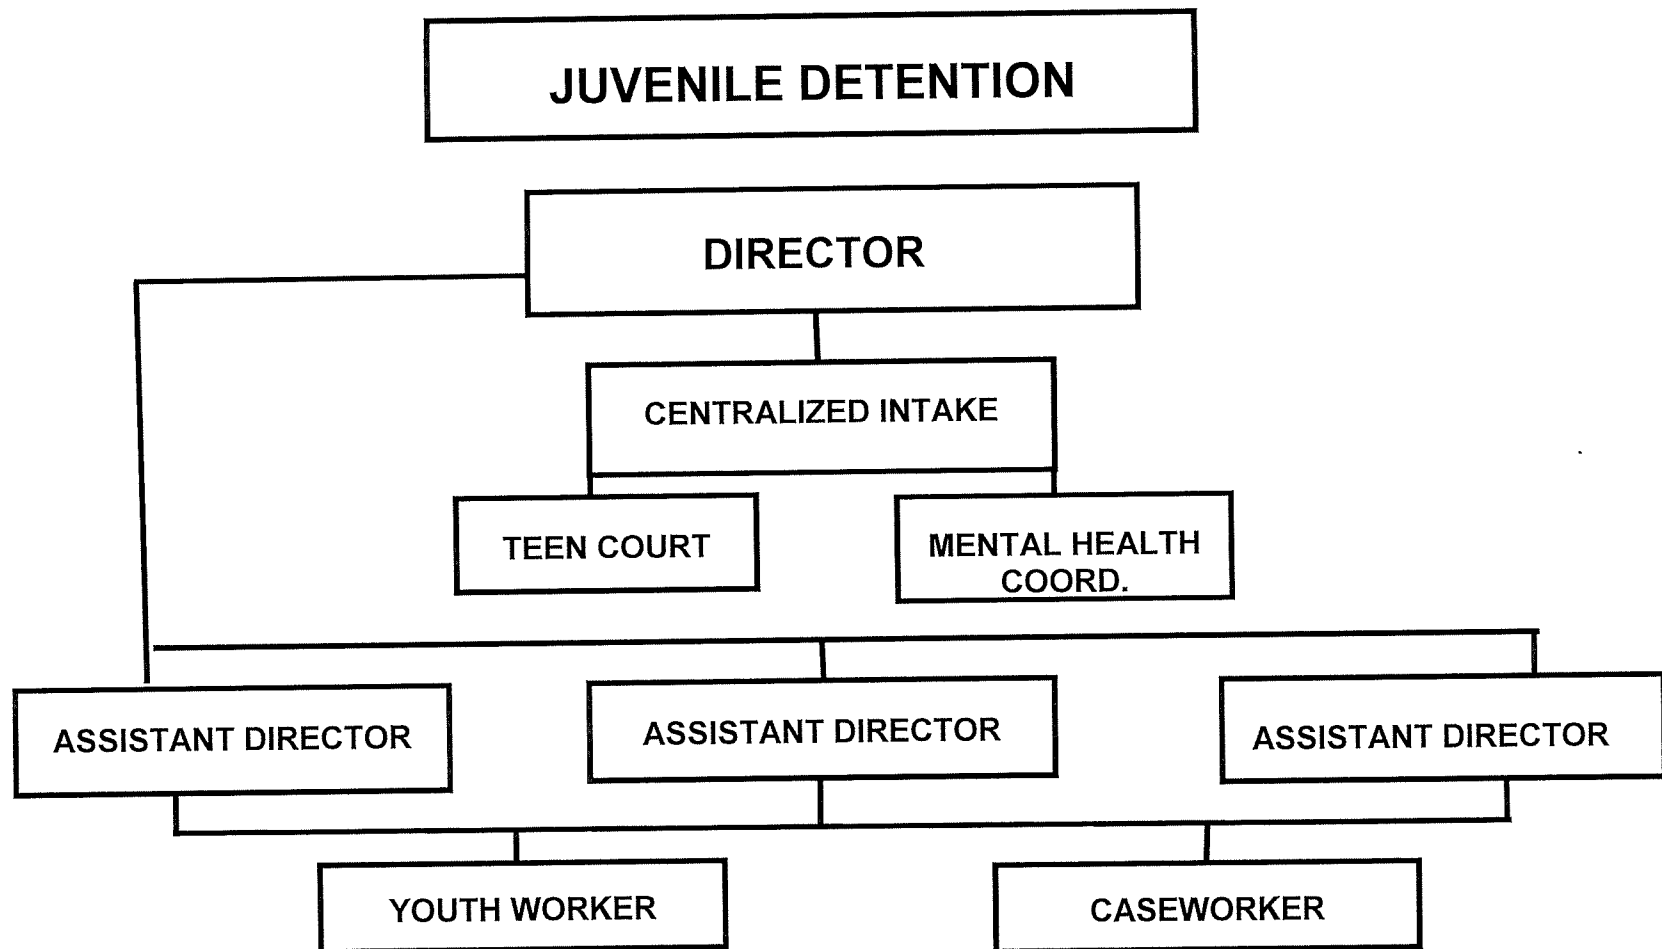 JUVENILE DETENTION
DIRECTOR
CENTRALIZED INTAKE
TEEN COURT
MENTAL HEALTH
COORD.
ASSISTANT DIRECTOR
ASSISTANT DIRECTOR
ASSISTANT DIRECTOR
YOUTH WORKER
CASEWORKER